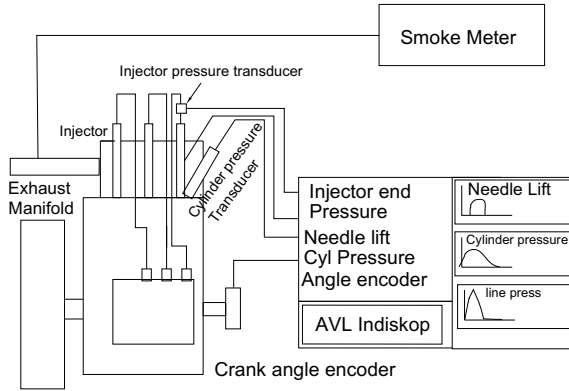 Smoke Meter
Injector pressure transducer
Injector
Cylinder pressure
Transducer
Exhaust
Manifold
Injector end
Pressure
Needle lift
Cyl Pressure
Angle encoder
AVL Indiskop
Needle Lift
Cylinder pressure
line press
Crank angle encoder